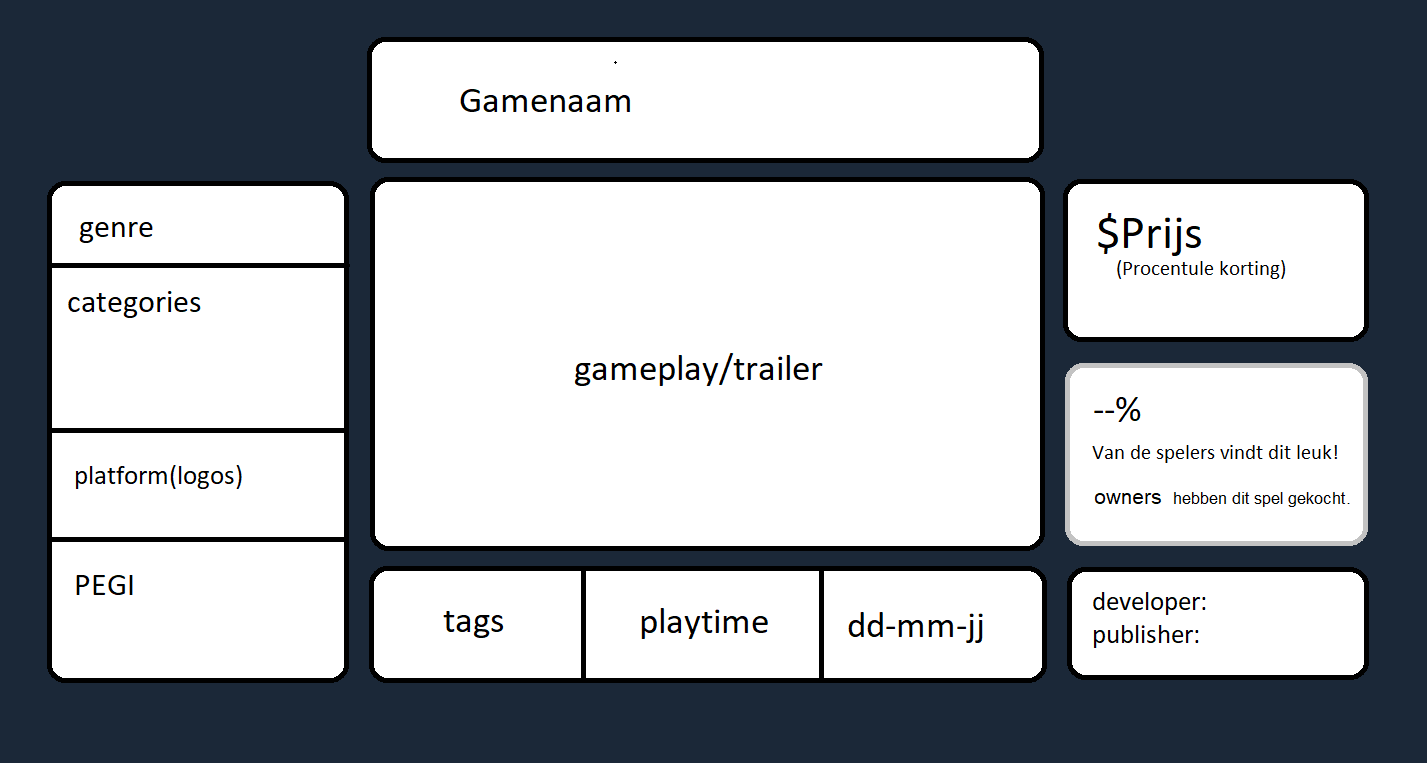 Gamenaam
genre
categories
platform(logos)
PEGI
gameplay/trailer
tags
playtime
dd-mm-jj
$Prijs
(Procentule korting)
--%
Van de spelers vindt dit leuk!
owners hebben dit spel gekocht.
developer:
publisher: